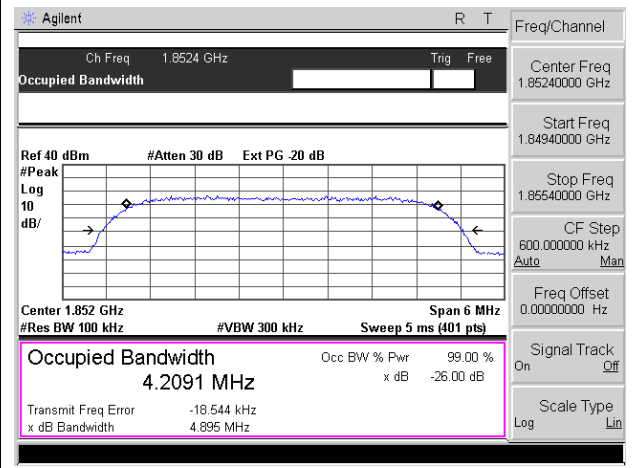 Agilent
R T
Freq/Channel
Ch Freq 1.8524 GHz Trig Free
Occupied Bandwidth
Center Freq
1.85240000 GHz
Start Freq
1.84940000 GHz
Stop Freq
1.85540000 GHz
CF Step
600.000000 kHz
Auto Man
Freq Offset
0.00000000 Hz
Signal Track
On Off
Scale Type
Log Lin
Ref 40 dBm #Atten 30 dB Ext PG -20 dB
#Peak
Log
10
dB/
Center 1.852 GHz Span 6 MHz
#Res BW 100 kHz #VBW 300 kHz Sweep 5 ms (401 pts)
Occupied Bandwidth Occ BW % Pwr 99.00 %
4.2091 MHz x dB -26.00 dB
Transmit Freq Error -18.544 kHz
x dB Bandwidth 4.895 MHz